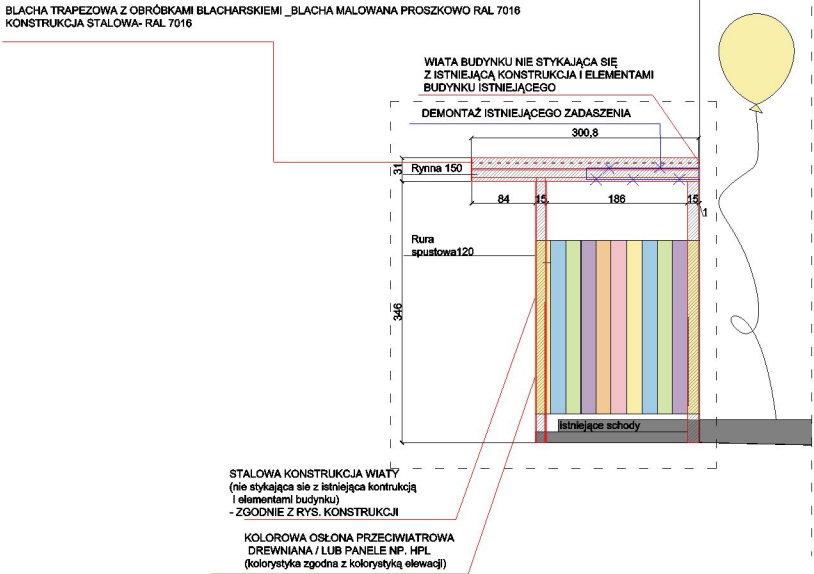 BLACHA TRAPEZOWA Z OBRÓBKAMI BLACHARSKIEMI _BLACHA MALOWANA PROSZKOWO RAL 7016
KONSTRUKCJA STALOWA- RAL 7016
WIATA BUDYNKU NIE STYKAJĄCA SIĘ
Z ISTNIEJĄCĄ KONSTRUKCJA I ELEMENTAMI
BUDYNKU ISTNIEJĄCEGO
DEMONTAŻ ISTNIEJĄCEGO ZADASZENIA
300,8
31
Rynna 150
84 15 186 15
1
Rura
spustowa120
346
istniejące schody
STALOWA KONSTRUKCJA WIATY
(nie stykająca sie z istniejąca kontrukcją
i elementami budynku)
- ZGODNIE Z RYS. KONSTRUKCJI
KOLOROWA OSŁONA PRZECIWIATROWA
DREWNIANA / LUB PANELE NP. HPL
(kolorystyka zgodna z kolorystyką elewacji)